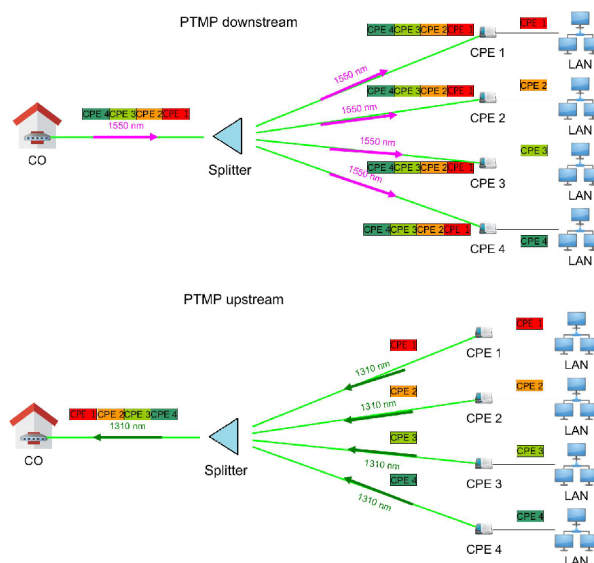 PTMP downstream
CPE 4 CPE 3 CPE 2 CPE 1
CPE 1
CPE 1
LAN
1550 nm
CPE 4 CPE 3 CPE 2 CPE 1
CPE 2
CPE 2
LAN
1550 nm
CPE 4 CPE 3 CPE 2 CPE 1
1550 nm
CO
Splitter
1550 nm
CPE 4 CPE 3 CPE 2 CPE 1
CPE 3
CPE 3
LAN
1550 nm
CPE 4 CPE 3 CPE 2 CPE 1
CPE 4
CPE 4
LAN
PTMP upstream
CPE 1
CPE 1
CPE 1
LAN
1310 nm
CPE 2
CPE 2
CPE 2
LAN
1310 nm
CPE 1 CPE 2 CPE 3 CPE 4
1310 nm
CO
Splitter
CPE 3
CPE 3
CPE 3
LAN
1310 nm
CPE 4
CPE 4
CPE 4
LAN
1310 nm